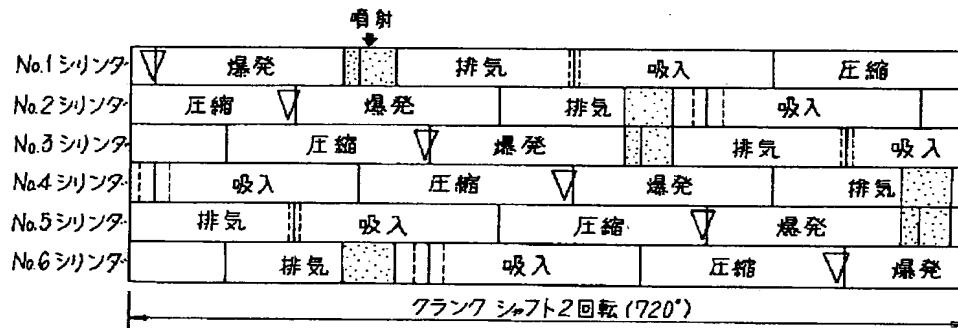 噴射
No.1シリンダ 爆発 排気 吸入 圧縮
No.2シリンダ 圧縮 爆発 排気 吸入
No.3シリンダ 圧縮 爆発 排気 吸入
No.4シリンダ 吸入 圧縮 爆発 排気
No.5シリンダ 排気 吸入 圧縮 爆発
No.6シリンダ 排気 吸入 圧縮 爆発
クランクシャフト2回転(720°)